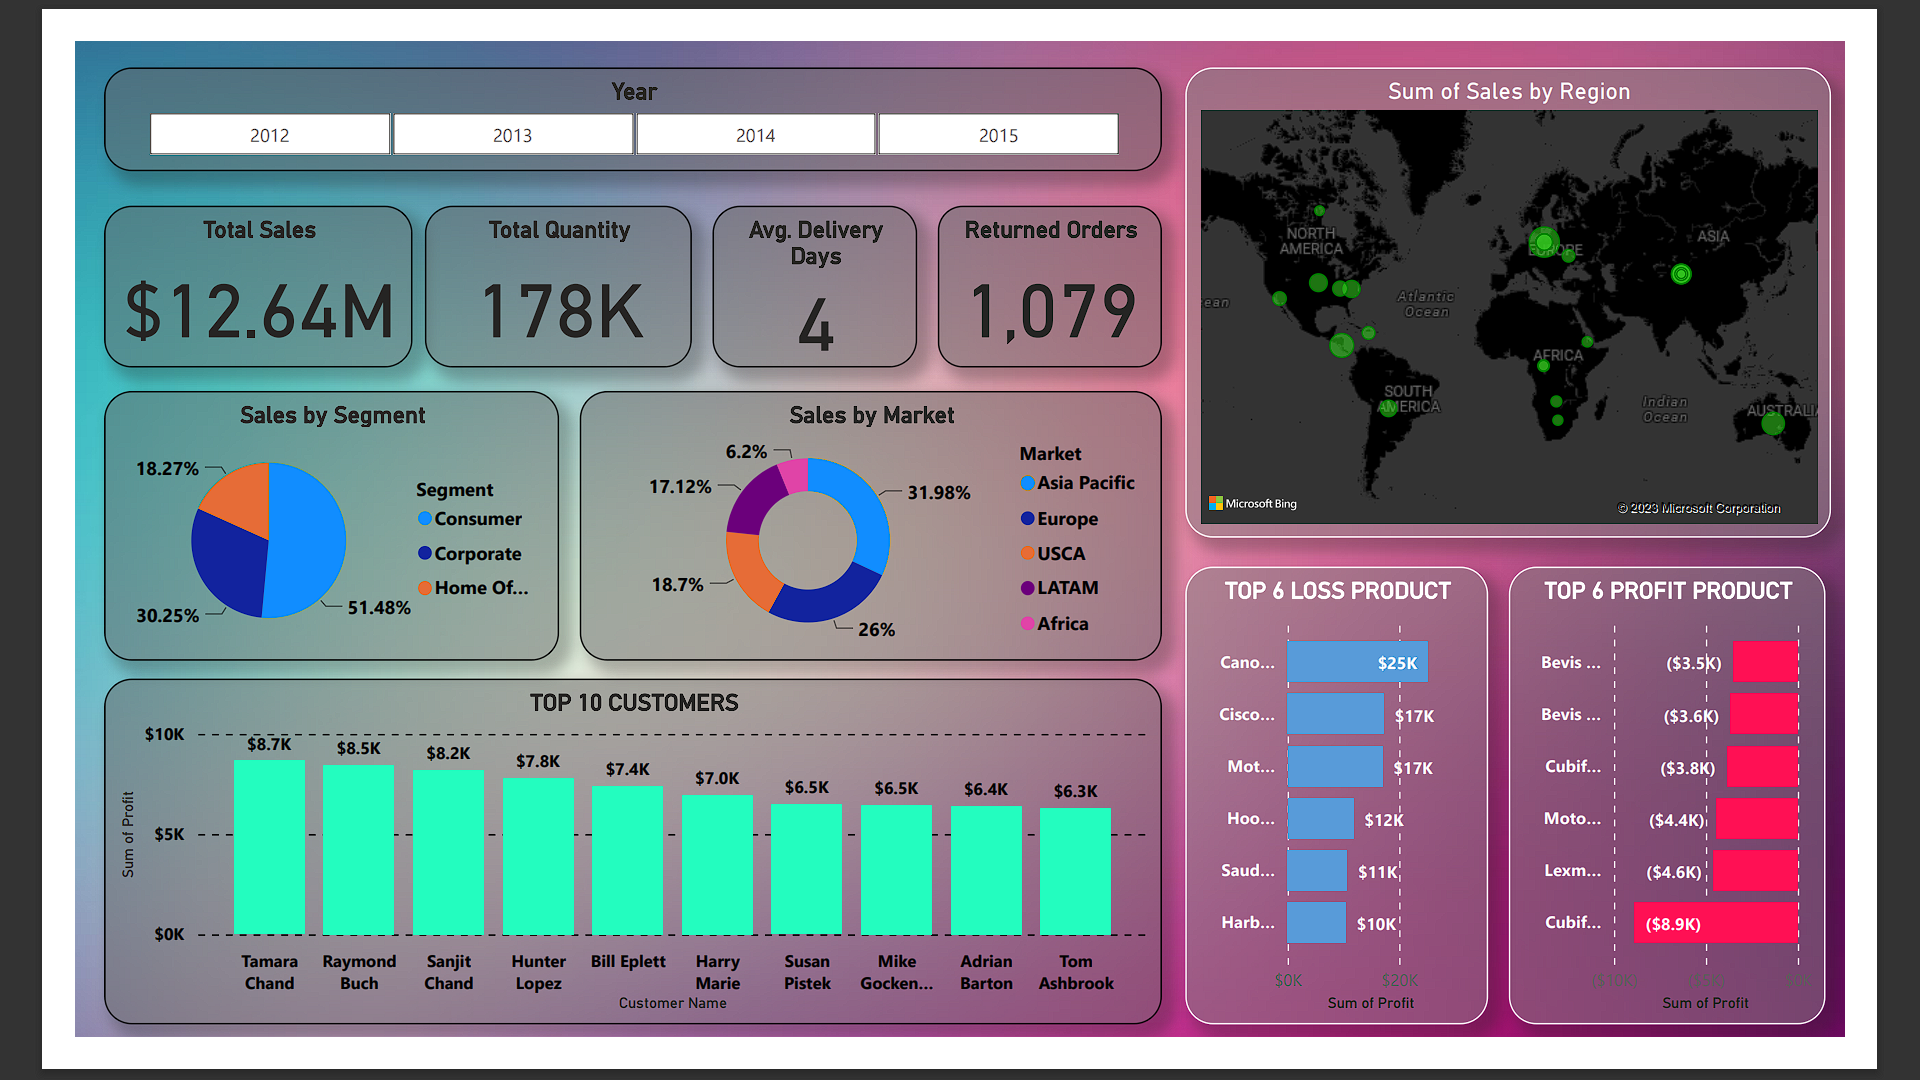 Year
2012
2013
2014
2015
Total Sales
$12.64M
Total Quantity
178K
Avg. Delivery
Days
4
Returned Orders
1,079
Sales by Segment
18.27%
30.25%
51.48%
Segment
Consumer
Corporate
Home Of...
Sales by Market
6.2%
17.12%
18.7%
31.98%
26%
Market
Asia Pacific
Europe
USCA
LATAM
Africa
TOP 10 CUSTOMERS
Sum of Profit
$10K
$5K
$0K
$8.7K
$8.5K
$8.2K
$7.8K
$7.4K
$7.0K
$6.5K
$6.5K
$6.4K
$6.3K
Tamara
Chand
Raymond
Buch
Sanjit
Chand
Hunter
Lopez
Bill Eplett
Harry
Marie
Susan
Pistek
Mike
Gocken...
Adrian
Barton
Tom
Ashbrook
Customer Name
Sum of Sales by Region
NORTH
AMERICA
EUROPE
ASIA
ean
Atlantic
Ocean
AFRICA
SOUTH
AMERICA
Indian
Ocean
AUSTRALIA
Microsoft Bing
© 2023 Microsoft Corporation
TOP 6 LOSS PRODUCT
Cano... $25K
Cisco... $17K
Mot... $17K
Hoo... $12K
Saud... $11K
Harb... $10K
$0K $20K
Sum of Profit
TOP 6 PROFIT PRODUCT
Bevis ... ($3.5K)
Bevis ... ($3.6K)
Cubif... ($3.8K)
Moto... ($4.4K)
Lexm... ($4.6K)
Cubif... ($8.9K)
Sum of Profit